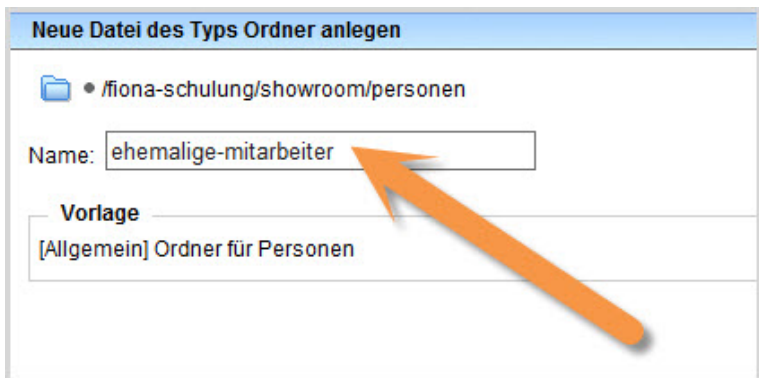 Neue Datei des Typs Ordner anlegen
/fiona-schulung/showroom/personen
Name: ehemalige-mitarbeiter
Vorlage
[Allgemein] Ordner für Personen